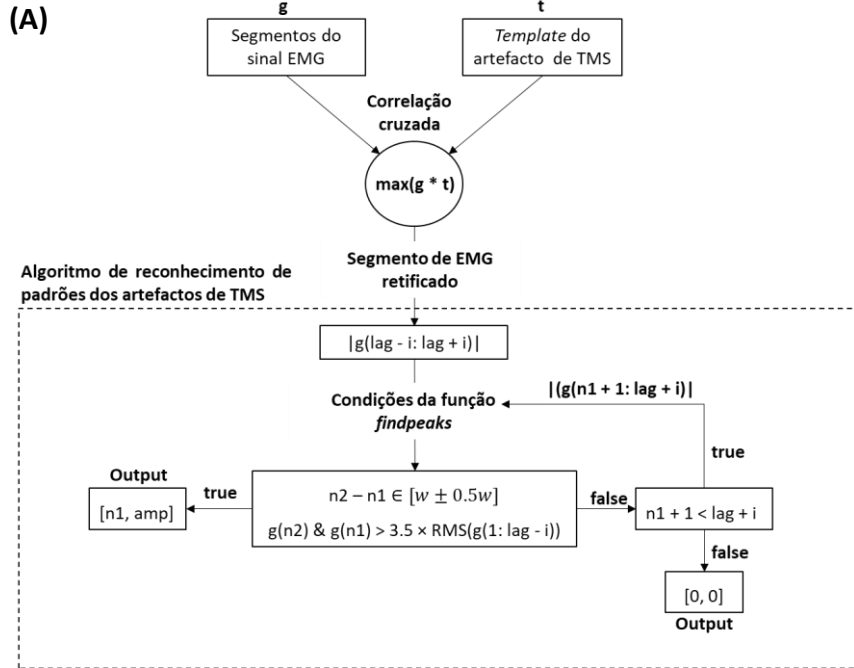 (A)
g
t
Segmentos do
sinal EMG
Template do
artefacto de TMS
Correlação
cruzada
max(g * t)
Segmento de EMG
retificado
Algoritmo de reconhecimento de
padrões dos artefactos de TMS
|g(lag - i: lag + i)|
Condições da função
findpeaks
|(g(n1 + 1: lag + i)|
true
Output
[n1, amp]
true
n2 – n1 ∈ [w ± 0.5w]
g(n2) & g(n1) > 3.5 × RMS(g(1: lag - i))
false
n1 + 1 < lag + i
false
[0, 0]
Output